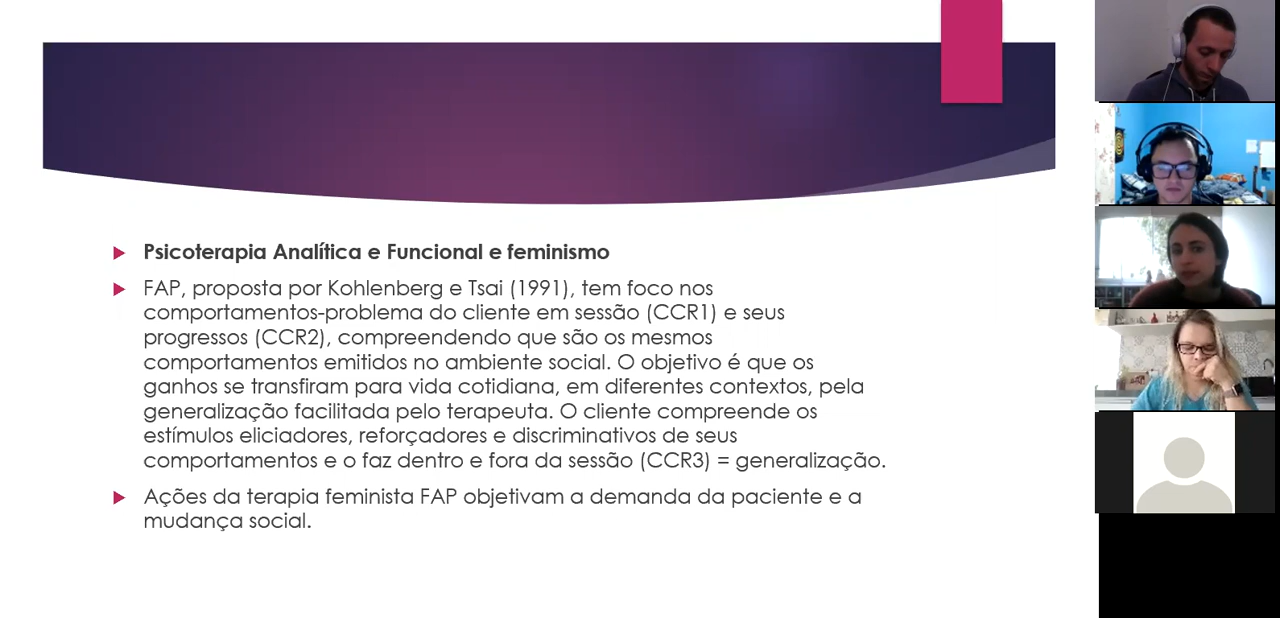 Psicoterapia Analítica e Funcional e feminismo
FAP, proposta por Kohlenberg e Tsai (1991), tem foco nos
comportamentos-problema do cliente em sessão (CCR1) e seus
progressos (CCR2), compreendendo que são os mesmos
comportamentos emitidos no ambiente social. O objetivo é que os
ganhos se transfiram para vida cotidiana, em diferentes contextos, pela
generalização facilitada pelo terapeuta. O cliente compreende os
estímulos eliciadores, reforçadores e discriminativos de seus
comportamentos e o faz dentro e fora da sessão (CCR3) = generalização.
Ações da terapia feminista FAP objetivam a demanda da paciente e a
mudança social.